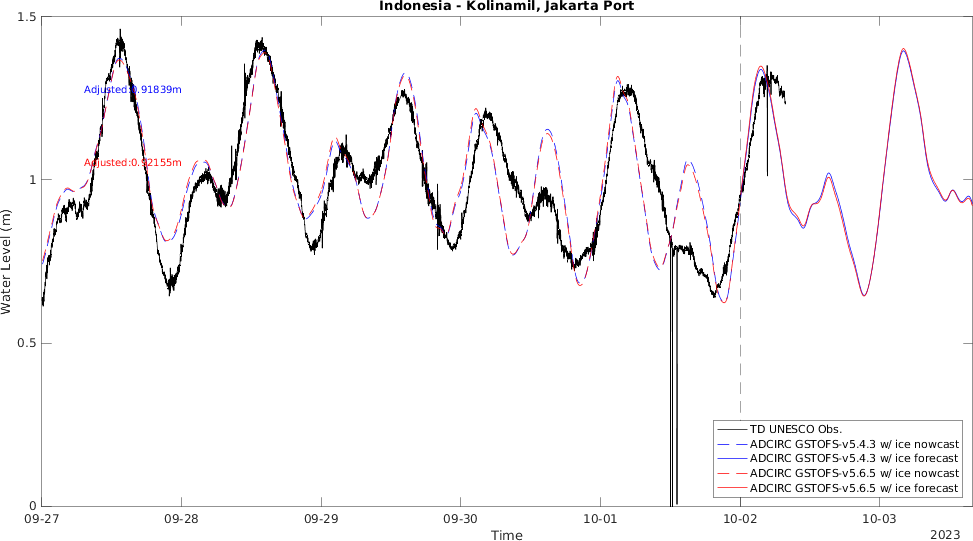 Indonesia - Kolinamil, Jakarta Port
1.5
Adjusted:0.91839m
Adjusted:0.92155m
1
Water Level (m)
0.5
TD UNESCO Obs.
ADCIRC GSTOFS-v5.4.3 w/ ice nowcast
ADCIRC GSTOFS-v5.4.3 w/ ice forecast
ADCIRC GSTOFS-v5.6.5 w/ ice nowcast
ADCIRC GSTOFS-v5.6.5 w/ ice forecast
0
09-27 09-28 09-29 09-30 10-01 10-02 10-03
Time
2023